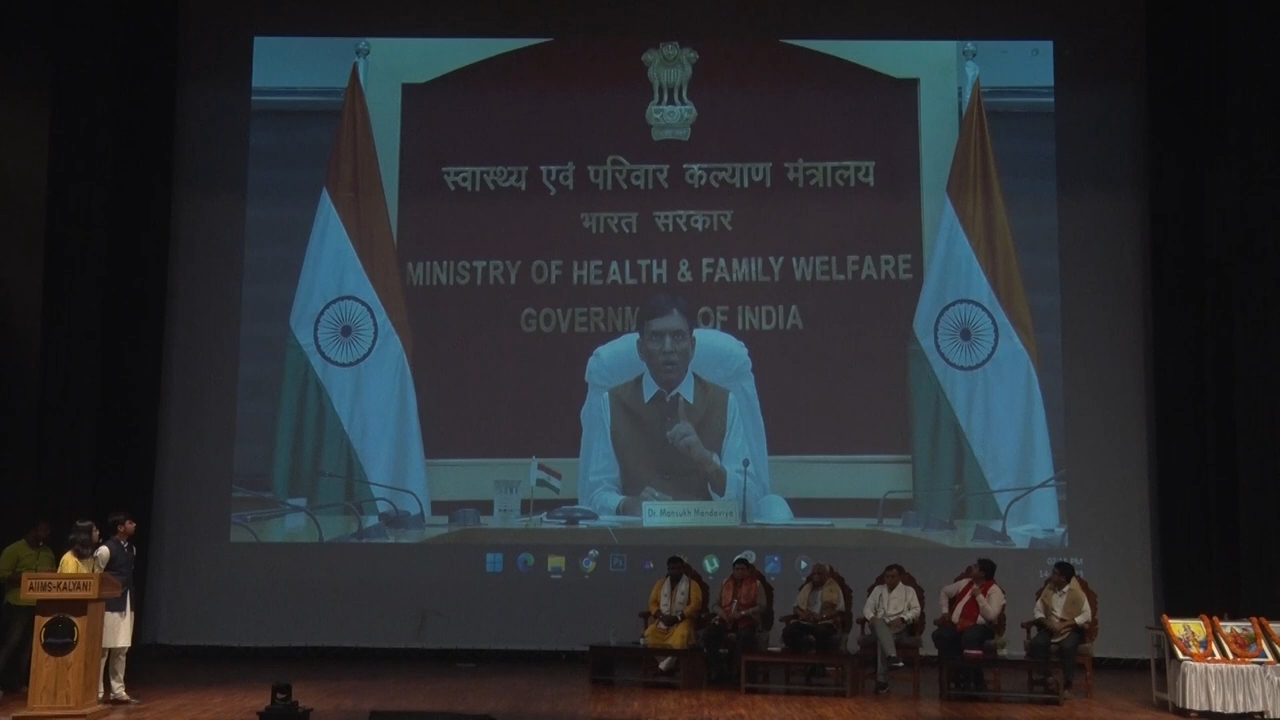 स्वास्थ्य एवं परिवार कल्याण मंत्रालय
भारत सरकार
MINISTRY OF HEALTH & FAMILY WELFARE
GOVERNM OF INDIA
Dr. Mansukh Mandaviya
Ps
AIIMS-KALYANI